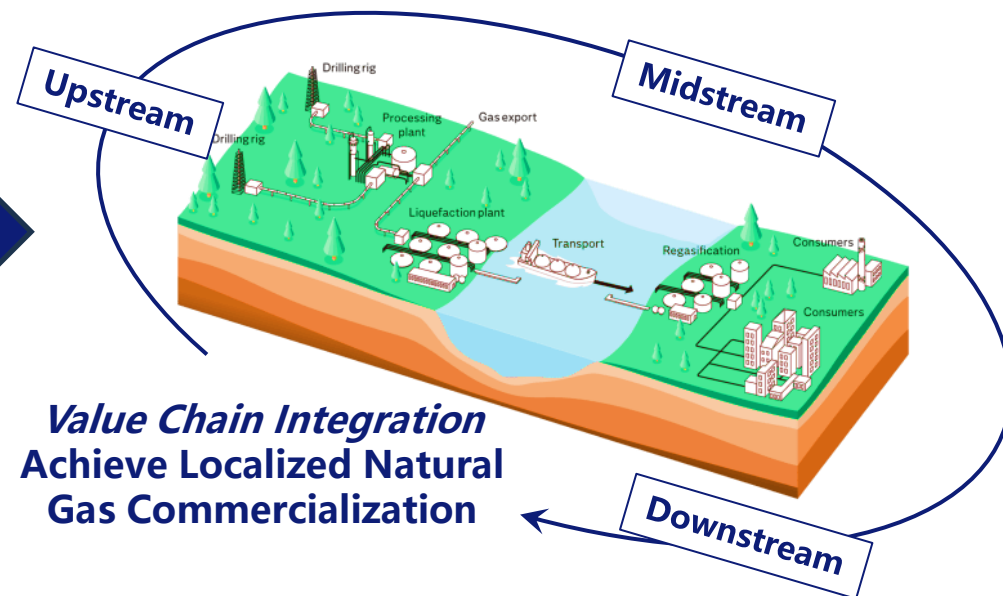 Upstream
Midstream
Drilling rig
Processing
plant
Gas export
Drilling rig
Liquefaction plant
Transport
Regasification
Consumers
Consumers
Value Chain Integration
Achieve Localized Natural
Gas Commercialization
Downstream